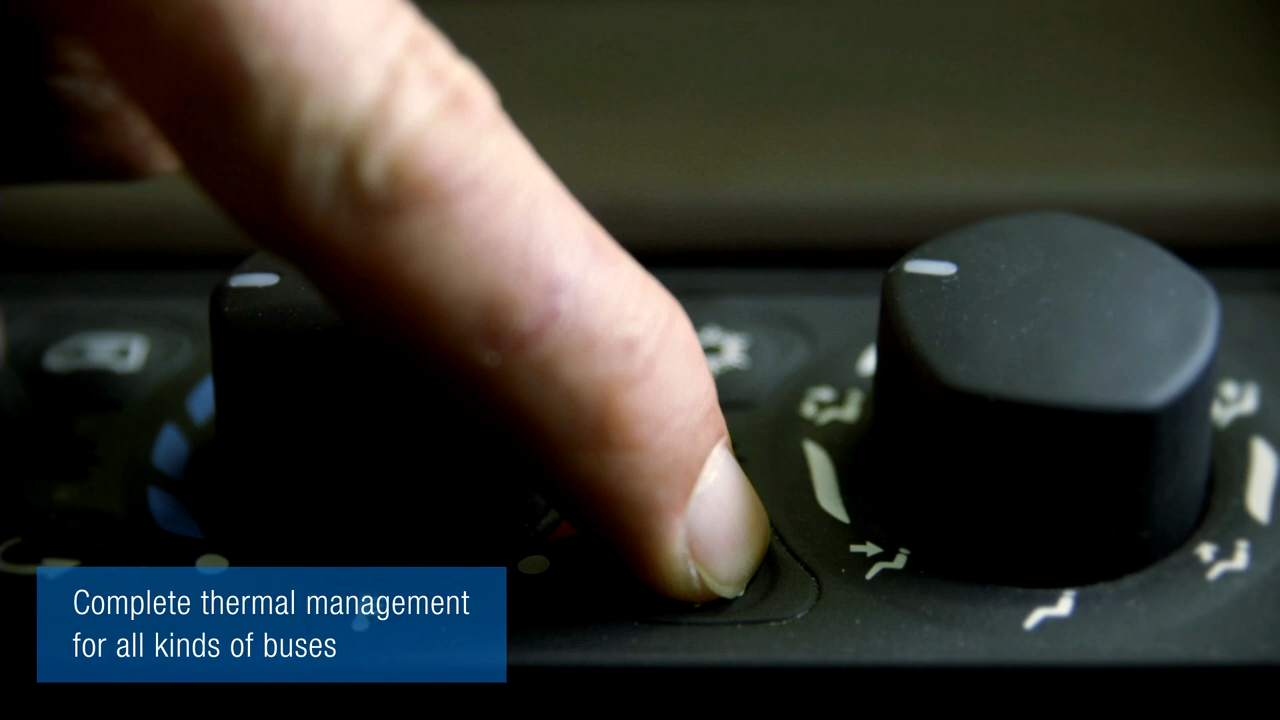 Complete thermal management
for all kinds of buses